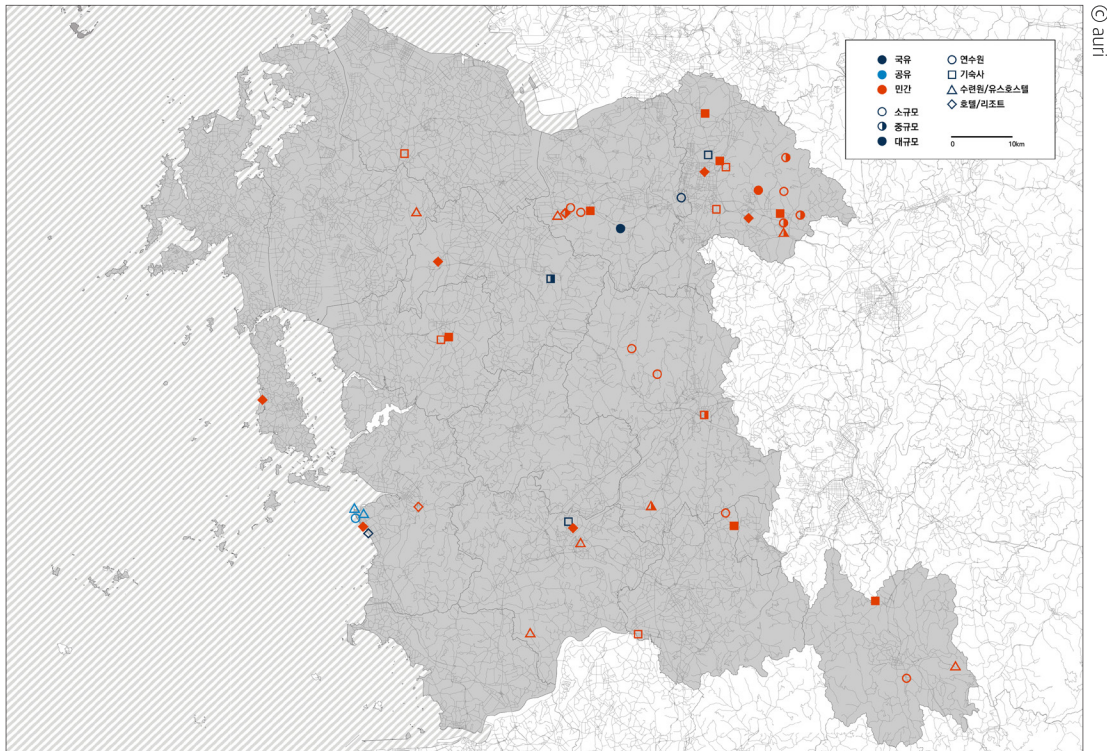 © auri
국유
공유
민간
소규모
중규모
대규모
연수원
기숙사
수련원/유스호스텔
호텔/리조트
0 10km